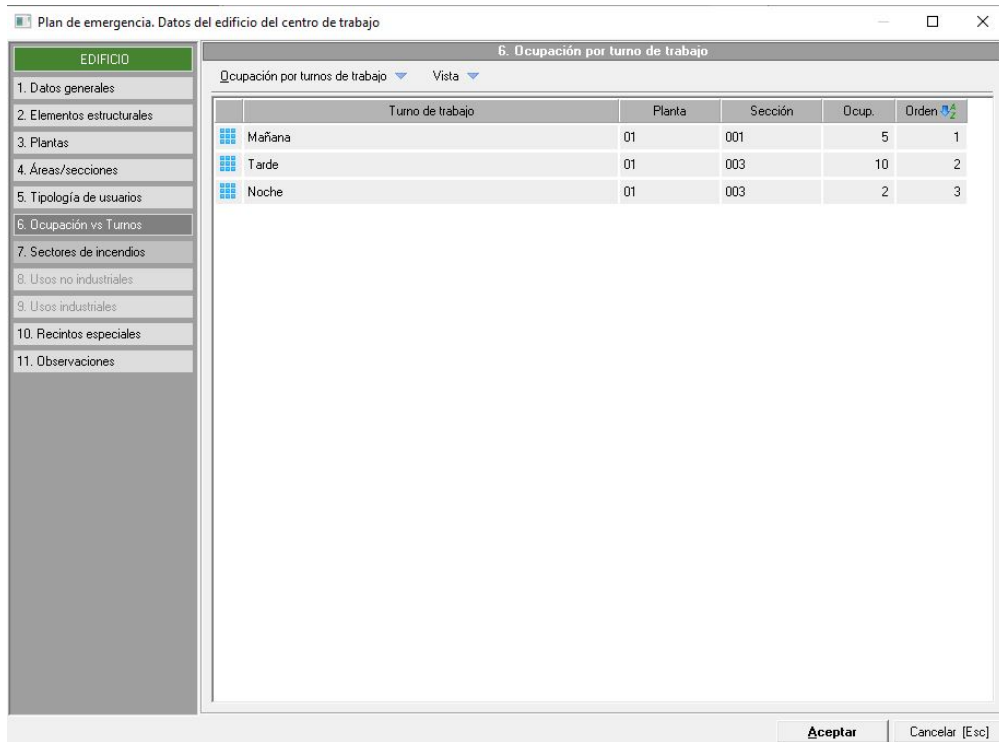 Plan de emergencia. Datos del edificio del centro de trabajo
EDIFICIO
1. Datos generales
2. Elementos estructurales
3. Plantas
4. Áreas/secciones
5. Tipología de usuarios
6. Ocupación vs Turnos
7. Sectores de incendios
8. Usos no industriales
9. Usos industriales
10. Recintos especiales
11. Observaciones
6. Ocupación por turno de trabajo
Ocupación por turnos de trabajo Vista
Turno de trabajo Planta Sección Ocup. Orden
Mañana 01 001 5 1
Tarde 01 003 10 2
Noche 01 003 2 3
Aceptar Cancelar [Esc]